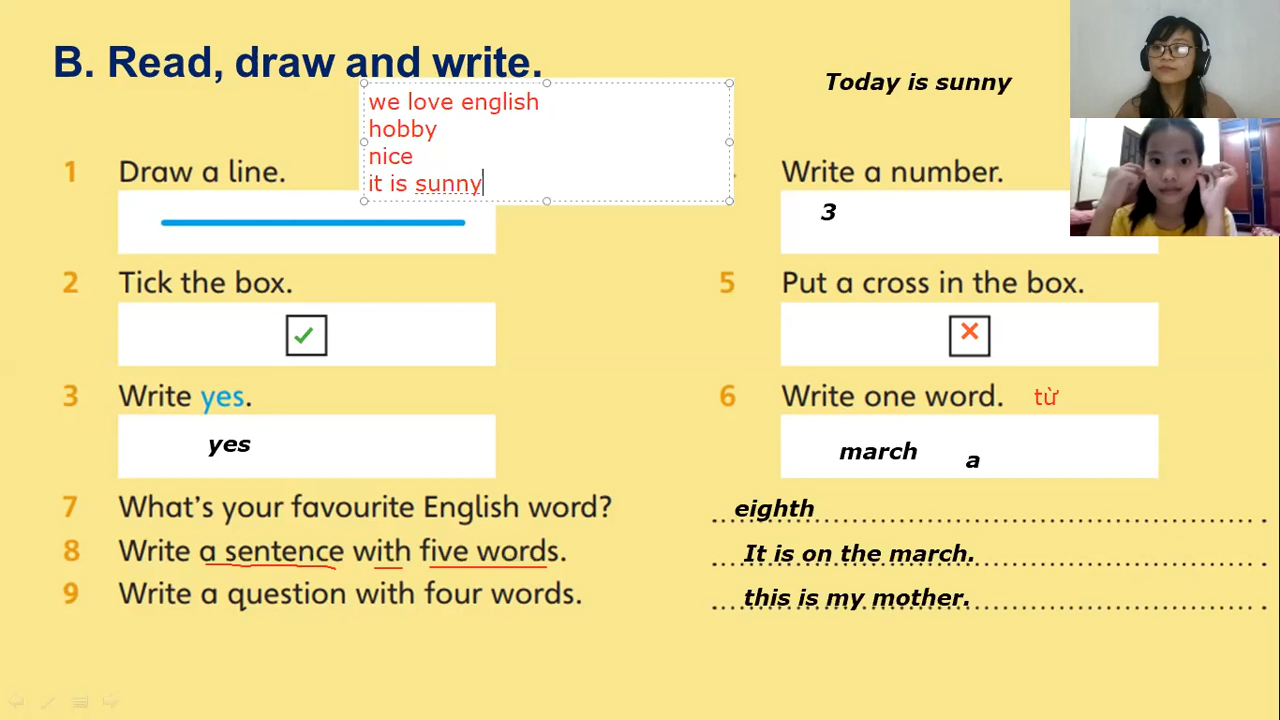 B. Read, draw and write.
Today is sunny
we love english
hobby
nice
it is sunny
1 Draw a line.
2 Tick the box.
3 Write yes.
yes
Write a number.
3
5 Put a cross in the box.
6 Write one word. từ
march a
7 What's your favourite English word? eighth
8 Write a sentence with five words. It is on the march.
9 Write a question with four words. this is my mother.